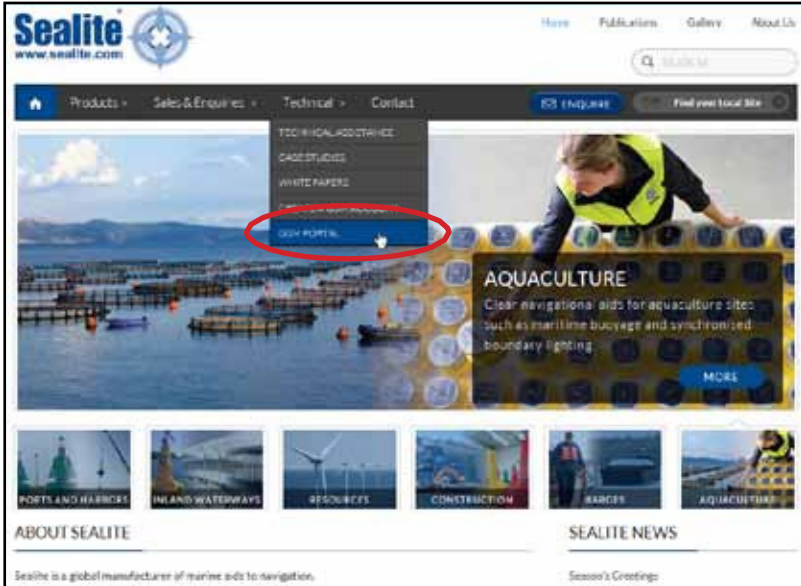 Sealite
www.sealite.com
Home Publications Gallery About Us
Products Sales & Enquiries Technical Contact
ENQUIRE Find your Local Site
TECHNICAL ASSISTANCE
CASE STUDIES
WHITE PAPERS
GSM PORTAL
AQUACULTURE
Clear navigational aids for aquaculture sites
such as maritime buoyage and synchronised
boundary lighting.
MORE
PORTS AND HARBORS INLAND WATERWAYS RESOURCES CONSTRUCTION BARGES AQUACULTURE
ABOUT SEALITE SEALITE NEWS
Sealite is a global manufacturer of marine aids to navigation. Season's Greetings